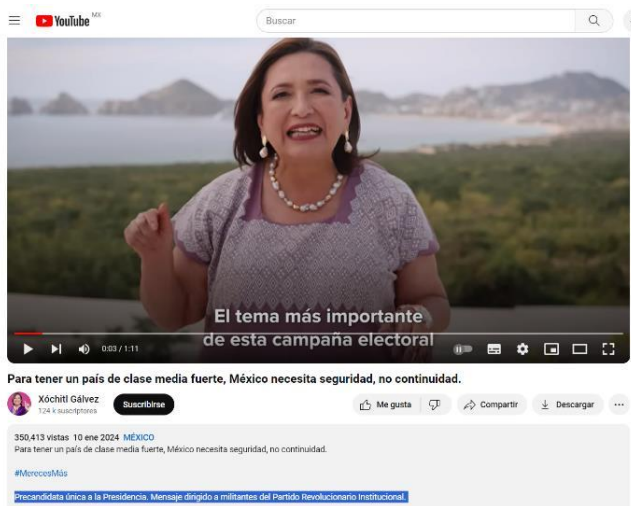 YouTube MX
Buscar
El tema más importante
de esta campaña electoral
0:03 / 1:11
Para tener un país de clase media fuerte, México necesita seguridad, no continuidad.
Xóchitl Gálvez
124 k suscriptores
Suscribirse
Me gusta
Compartir
Descargar
350,413 vistas 10 ene 2024 MÉXICO
Para tener un país de clase media fuerte, México necesita seguridad, no continuidad.
#MerecesMás
Precandidata única a la Presidencia. Mensaje dirigido a militantes del Partido Revolucionario Institucional.